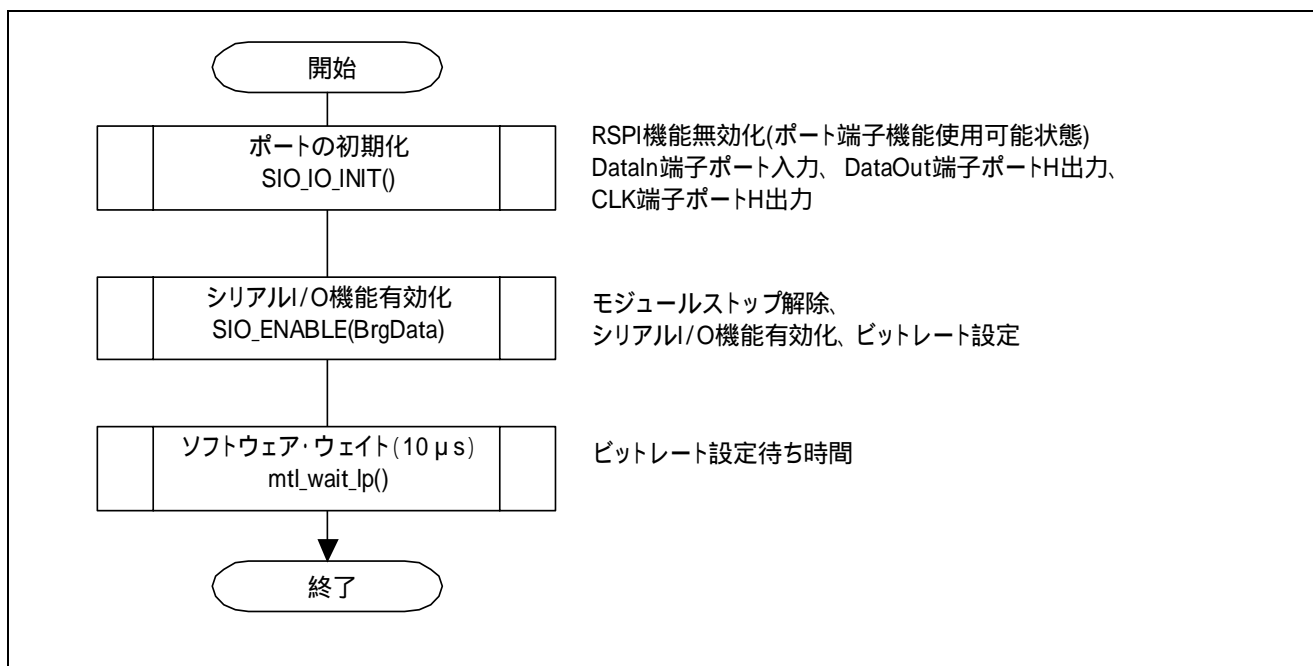 開始
ポートの初期化
SIO_IO_INIT()
RSPI機能無効化(ポート端子機能使用可能状態)
DataIn端子ポート入力、DataOut端子ポートH出力、
CLK端子ポートH出力
シリアルI/O機能有効化
SIO_ENABLE(BrgData)
モジュールストップ解除、
シリアルI/O機能有効化、ビットレート設定
ソフトウェア・ウェイト(10 μs)
mtl_wait_lp()
ビットレート設定待ち時間
終了